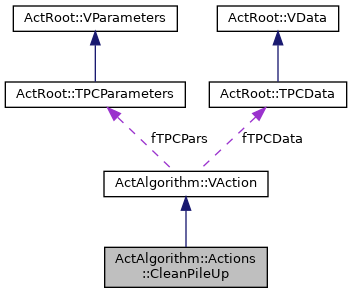 ActRoot::VParameters
ActRoot::VData
ActRoot::TPCParameters
ActRoot::TPCData
fTPCPars
fTPCData
ActAlgorithm::VAction
ActAlgorithm::Actions
::CleanPileUp